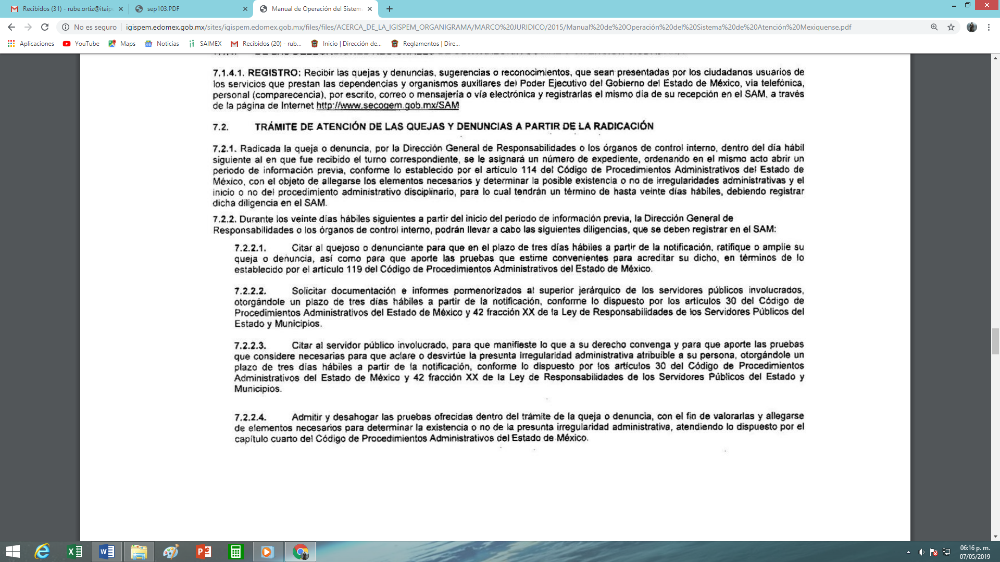 Recibidos (31) - rube.ortiz@itaip
sep103.PDF
Manual de Operación del Sistem
No es seguro | igispem.edomex.gob.mx/sites/igispem.edomex.gob.mx/files/files/ACERCA_DE_LA_IGISPEM_ORGANIGRAMA/MARCO%20JURIDICO/2015/Manual%20de%20Operación%20del%20Sistema%20de%20Atención%20Mexiquense.pdf
Aplicaciones YouTube Maps Noticias SAIMEX Recibidos (20) - rub... Inicio | Dirección de... Reglamentos | Dire...
7.1.4.1. REGISTRO: Recibir las quejas y denuncias, sugerencias o reconocimientos, que sean presentadas por los ciudadanos usuarios de
los servicios que prestan las dependencias y organismos auxiliares del Poder Ejecutivo del Gobierno del Estado de México, via telefónica,
personal (comparecencia), por escrito, correo o mensajería o vía electrónica y registrarlas el mismo día de su recepción en el SAM, a través
de la página de Internet http://www.secogem.gob.mx/SAM
7.2. TRÁMITE DE ATENCIÓN DE LAS QUEJAS Y DENUNCIAS A PARTIR DE LA RADICACIÓN
7.2.1. Radicada la queja o denuncia, por la Dirección General de Responsabilidades o los órganos de control interno, dentro del día hábil
siguiente al en que fue recibido el turno correspondiente, se le asignará un número de expediente, ordenando en el mismo acto abrir un
periodo de información previa, conforme lo establecido por el artículo 114 del Código de Procedimientos Administrativos del Estado de
México, con el objeto de allegarse los elementos necesarios y determinar la posible existencia o no de irregularidades administrativas y el
inicio o no del procedimiento administrativo disciplinario, para lo cual tendrán un término de hasta veinte días hábiles, debiendo registrar
dicha diligencia en el SAM.
7.2.2. Durante los veinte días hábiles siguientes a partir del inicio del periodo de información previa, la Dirección General de
Responsabilidades o los órganos de control interno, podrán llevar a cabo las siguientes diligencias, que se deben registrar en el SAM:
7.2.2.1. Citar al quejoso o denunciante para que en el plazo de tres días hábiles a partir de la notificación, ratifique o amplíe su
queja o denuncia, así como para que aporte las pruebas que estime convenientes para acreditar su dicho, en términos de lo
establecido por el artículo 119 del Código de Procedimientos Administrativos del Estado de México.
7.2.2.2. Solicitar documentación e informes pormenorizados al superior jerárquico de los servidores públicos involucrados,
otorgándole un plazo de tres días hábiles a partir de la notificación, conforme lo dispuesto por los artículos 30 del Código de
Procedimientos Administrativos del Estado de México y 42 fracción XX de la Ley de Responsabilidades de los Servidores Públicos del
Estado y Municipios.
7.2.2.3. Citar al servidor público involucrado, para que manifieste lo que a su derecho convenga y para que aporte las pruebas
que considere necesarias para que aclare o desvirtúe la presunta irregularidad administrativa atribuible a su persona, otorgándole un
plazo de tres días hábiles a partir de la notificación, conforme lo dispuesto por los artículos 30 del Código de Procedimientos
Administrativos del Estado de México y 42 fracción XX de la Ley de Responsabilidades de los Servidores Públicos del Estado y
Municipios.
7.2.2.4. Admitir y desahogar las pruebas ofrecidas dentro del trámite de la queja o denuncia, con el fin de valorarlas y allegarse
de elementos necesarios para determinar la existencia o no de la presunta irregularidad administrativa, atendiendo lo dispuesto por el
capítulo cuarto del Código de Procedimientos Administrativos del Estado de México.
06:16 p. m.
07/05/2019